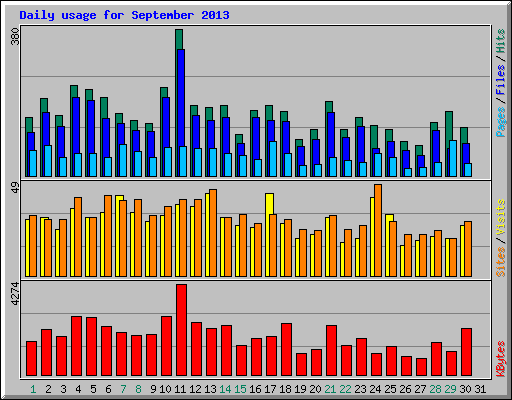 Daily usage for September 2013
380
Pages / Files / Hits
49
Sites / Visits
4274
KBytes
1 2 3 4 5 6 7 8 9 10 11 12 13 14 15 16 17 18 19 20 21 22 23 24 25 26 27 28 29 30 31